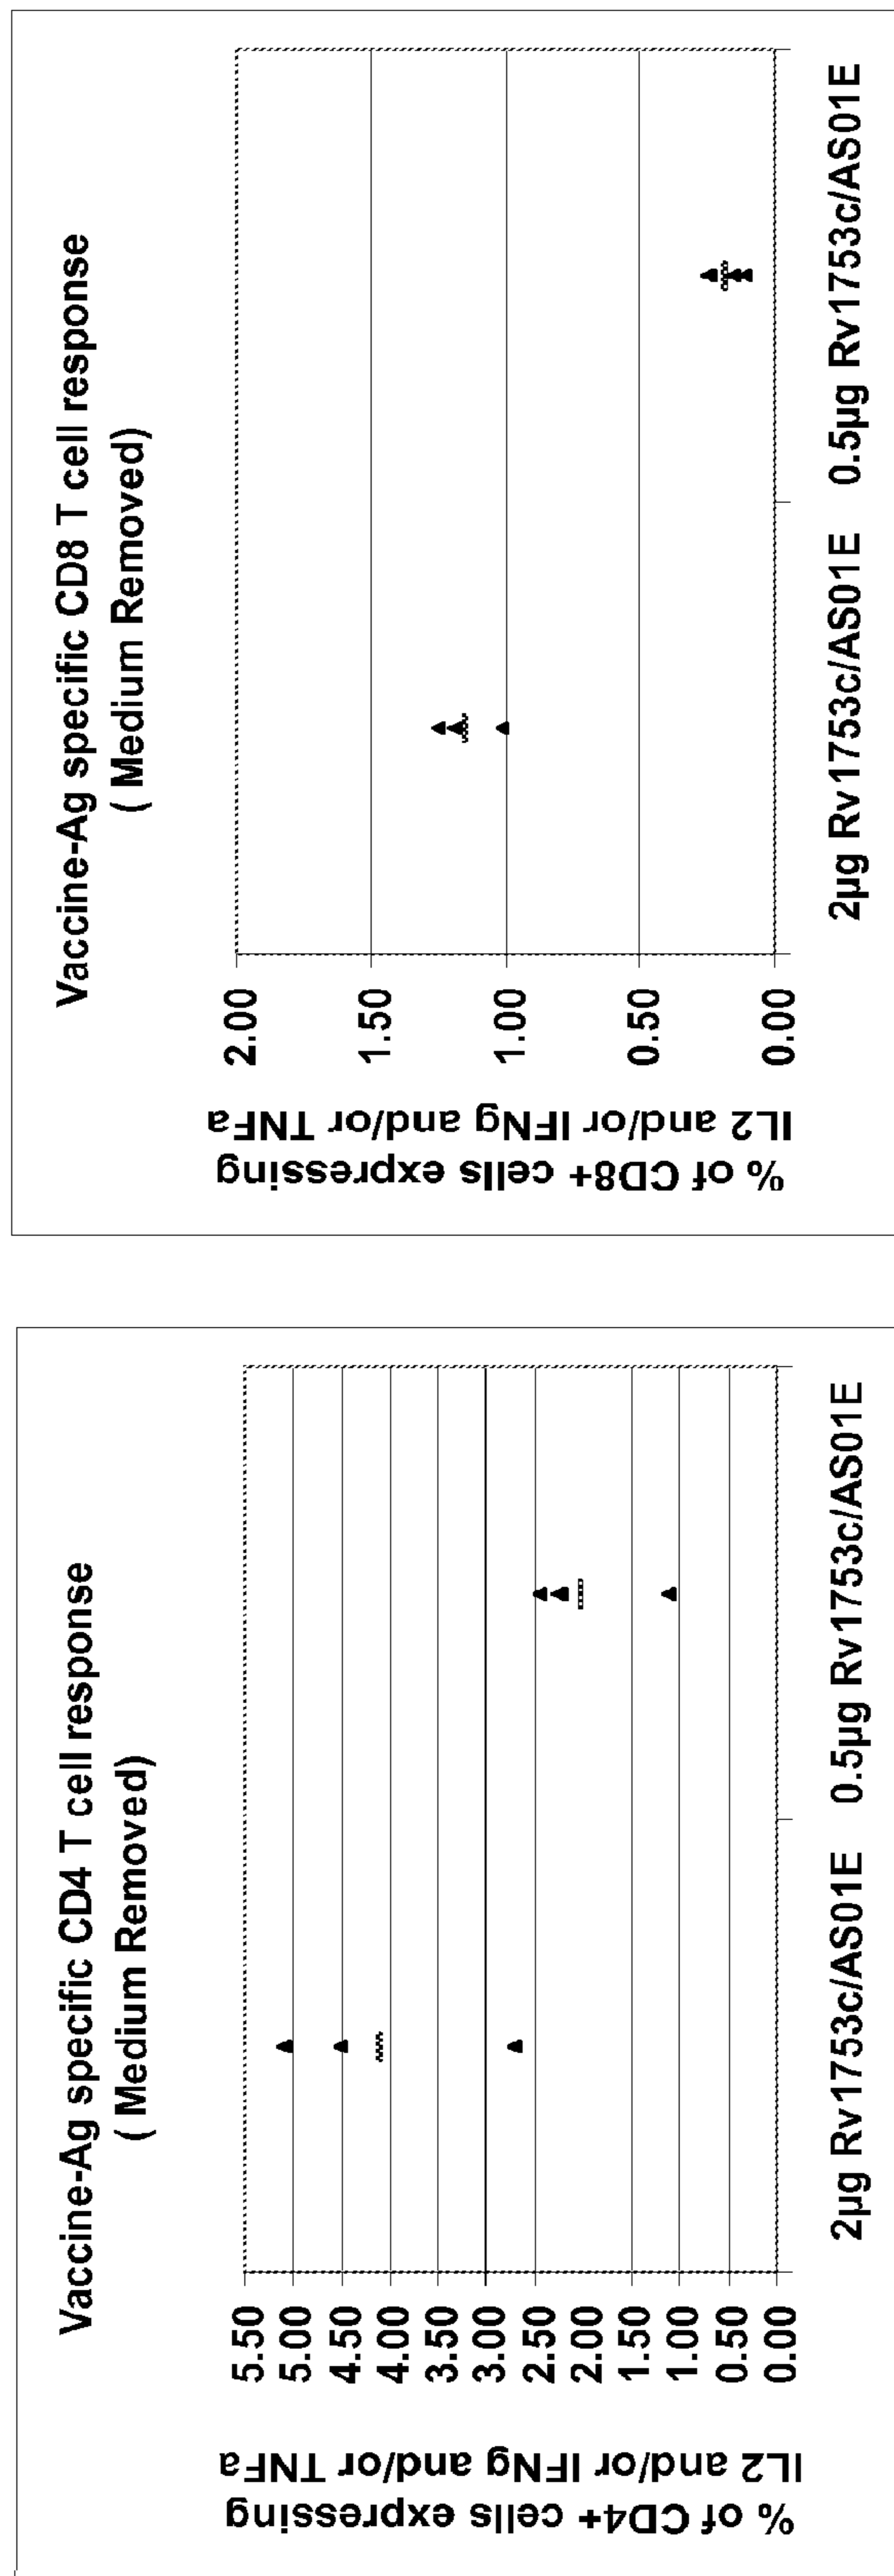 Vaccine-Ag specific CD4 T cell response
( Medium Removed)
% of CD4+ cells expressing
IL2 and/or IFNg and/or TNFa
5.50
5.00
4.50
4.00
3.50
3.00
2.50
2.00
1.50
1.00
0.50
0.00
2µg Rv1753c/AS01E 0.5µg Rv1753c/AS01E
Vaccine-Ag specific CD8 T cell response
( Medium Removed)
% of CD8+ cells expressing
IL2 and/or IFNg and/or TNFa
2.00
1.50
1.00
0.50
0.00
2µg Rv1753c/AS01E 0.5µg Rv1753c/AS01E